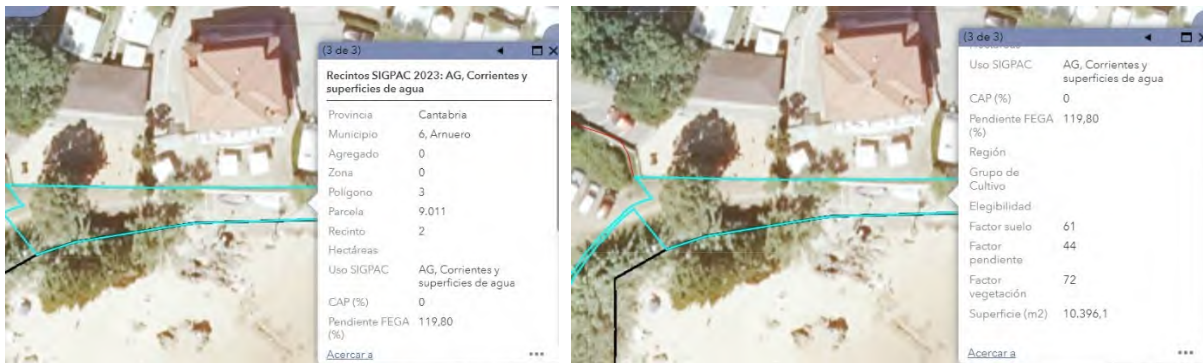 (3 de 3)
Recintos SIGPAC 2023: AG, Corrientes y
superficies de agua
Provincia Cantabria
Municipio 6, Arnuero
Agregado 0
Zona 0
Polígono 3
Parcela 9.011
Recinto 2
Hectáreas
Uso SIGPAC AG, Corrientes y
superficies de agua
CAP (%) 0
Pendiente FEGA 119,80
(%)
Acercar a
(3 de 3)
Hectáreas
Uso SIGPAC AG, Corrientes y
superficies de agua
CAP (%) 0
Pendiente FEGA 119,80
(%)
Región
Grupo de
Cultivo
Elegibilidad
Factor suelo 61
Factor 44
pendiente
Factor 72
vegetación
Superficie (m2) 10.396,1
Acercar a